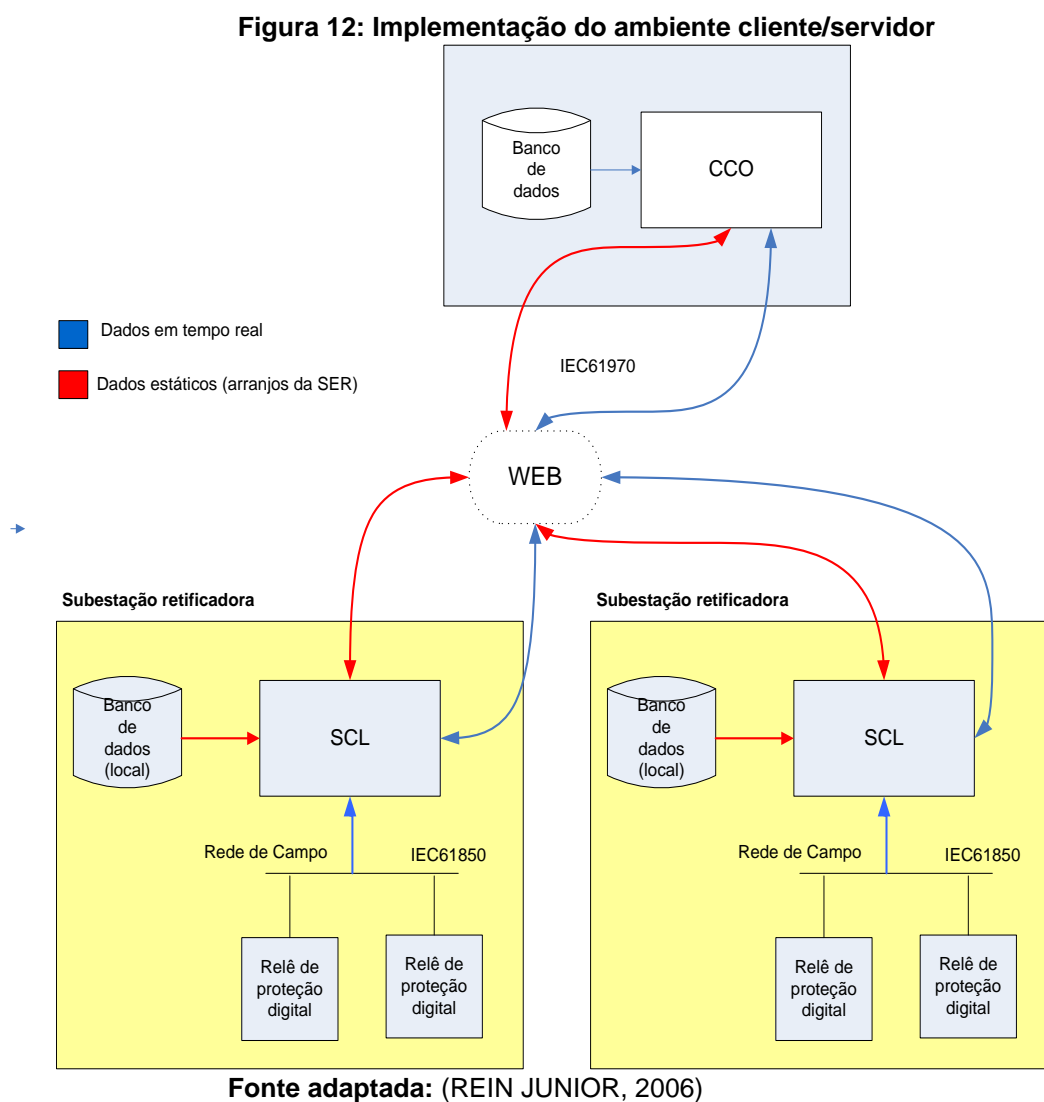 Figura 12: Implementação do ambiente cliente/servidor
Banco
de
dados
CCO
Dados em tempo real
Dados estáticos (arranjos da SER)
IEC61970
WEB
Subestação retificadora
Banco
de
dados
(local)
SCL
Rede de Campo
IEC61850
Relê de
proteção
digital
Relê de
proteção
digital
Subestação retificadora
Banco
de
dados
(local)
SCL
Rede de Campo
IEC61850
Relê de
proteção
digital
Relê de
proteção
digital
Fonte adaptada: (REIN JUNIOR, 2006)